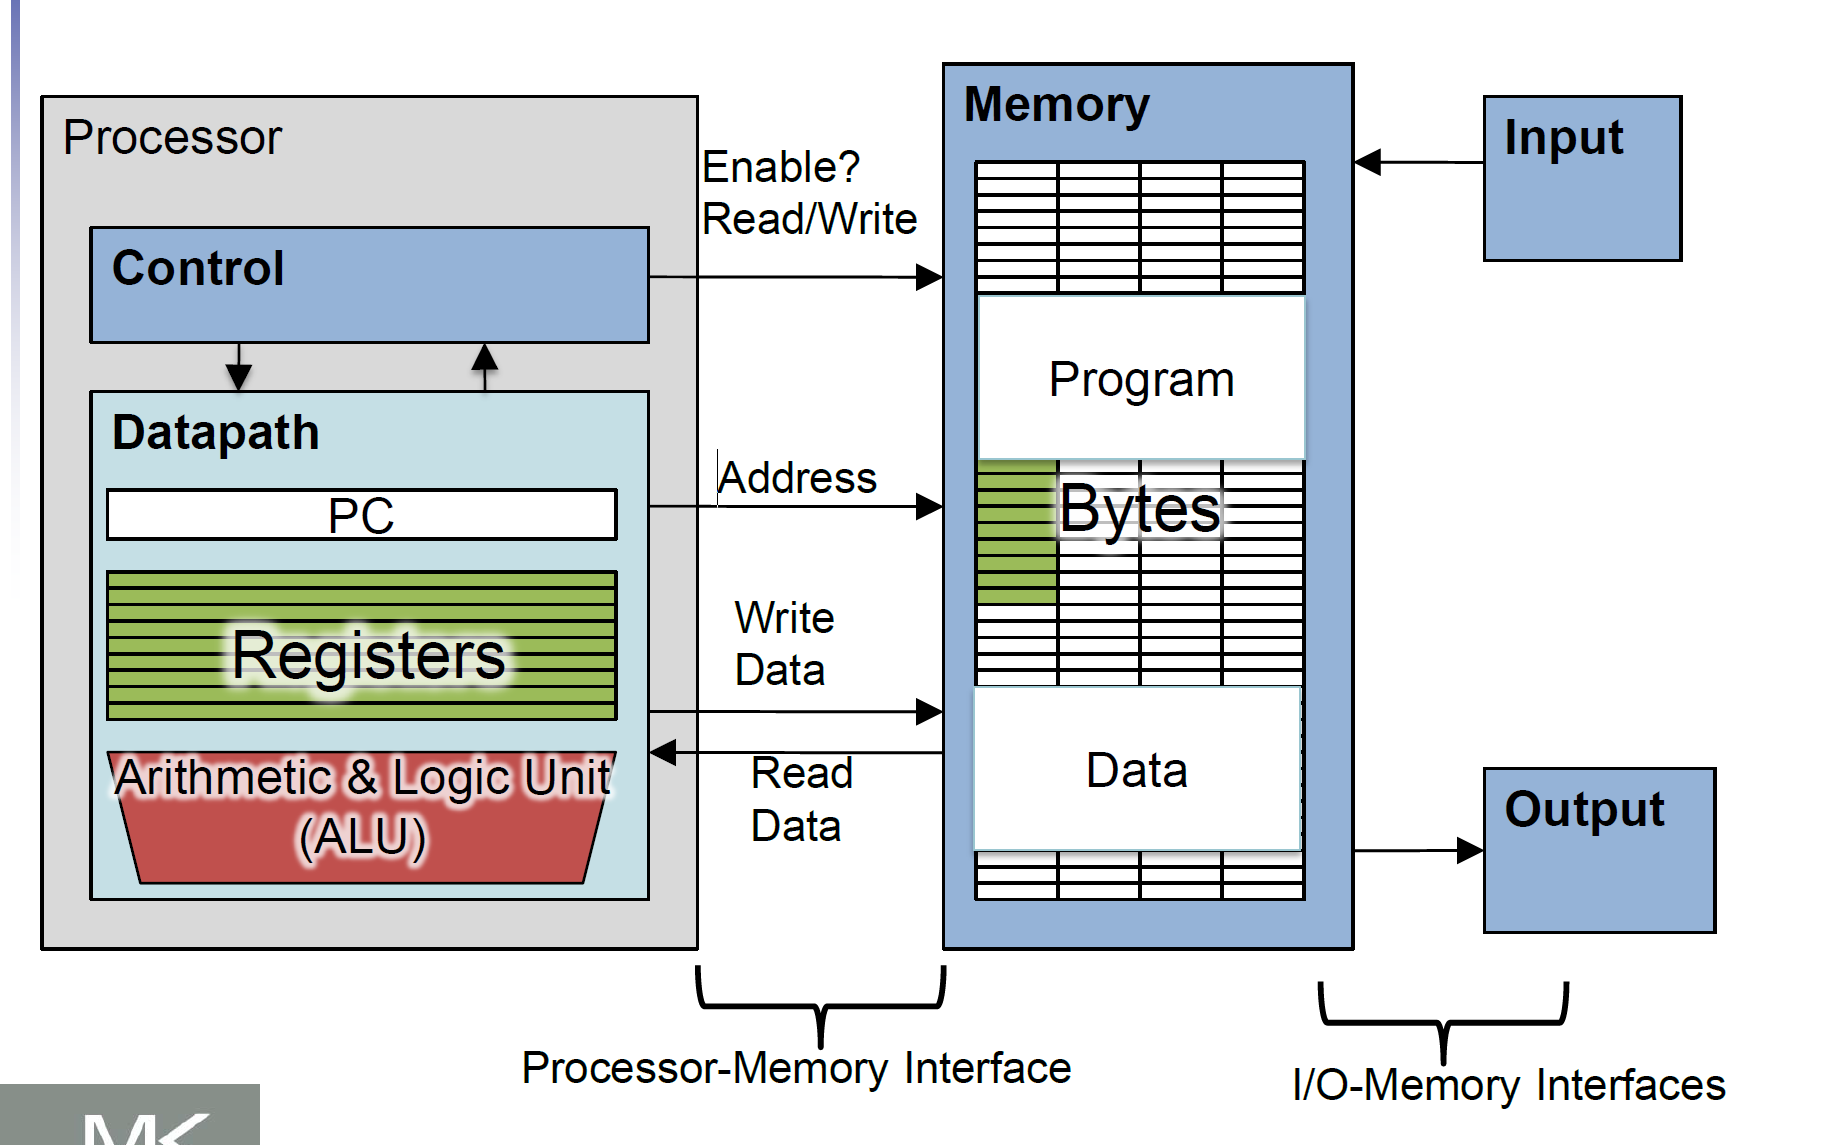 Processor
Control
Datapath
PC
Registers
Arithmetic & Logic Unit
(ALU)
Enable?
Read/Write
Address
Write
Data
Read
Data
Memory
Program
Bytes
Data
Input
Output
Processor-Memory Interface
I/O-Memory Interfaces
MK